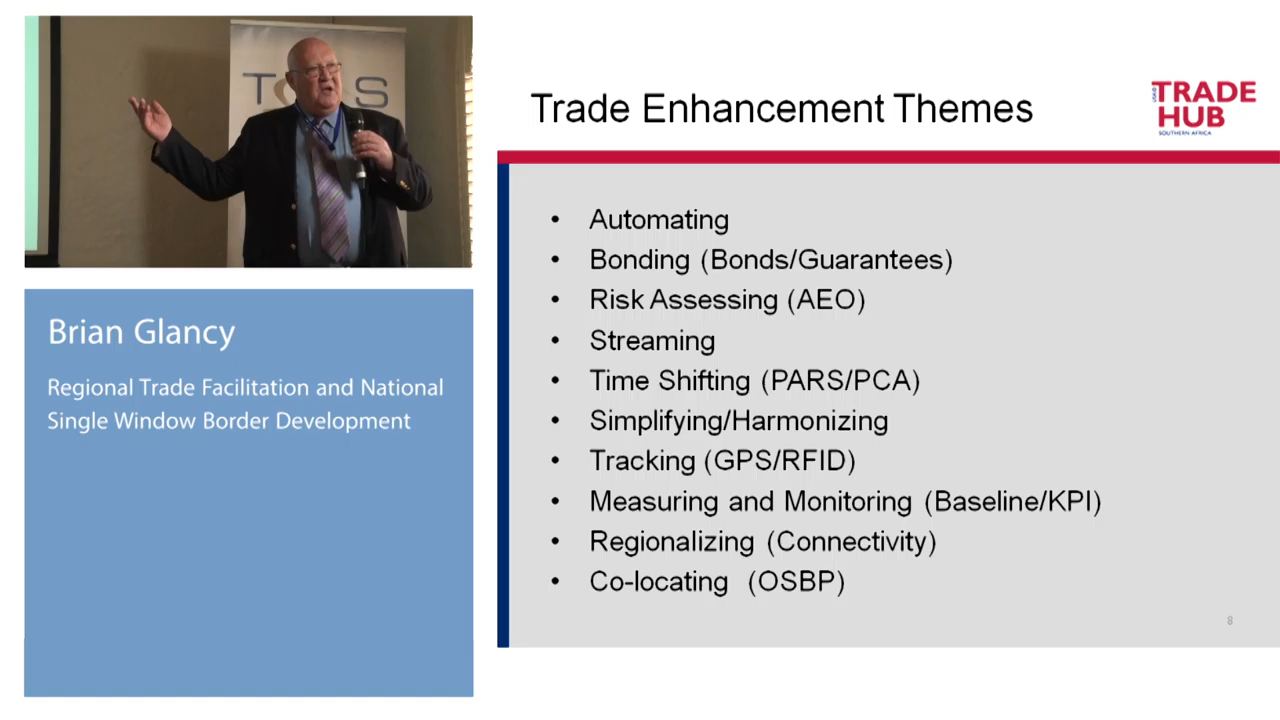 T S
Brian Glancy
Regional Trade Facilitation and National
Single Window Border Development
Trade Enhancement Themes
USAID
TRADE
HUB
SOUTHERN AFRICA
• Automating
• Bonding (Bonds/Guarantees)
• Risk Assessing (AEO)
• Streaming
• Time Shifting (PARS/PCA)
• Simplifying/Harmonizing
• Tracking (GPS/RFID)
• Measuring and Monitoring (Baseline/KPI)
• Regionalizing (Connectivity)
• Co-locating (OSBP)
8